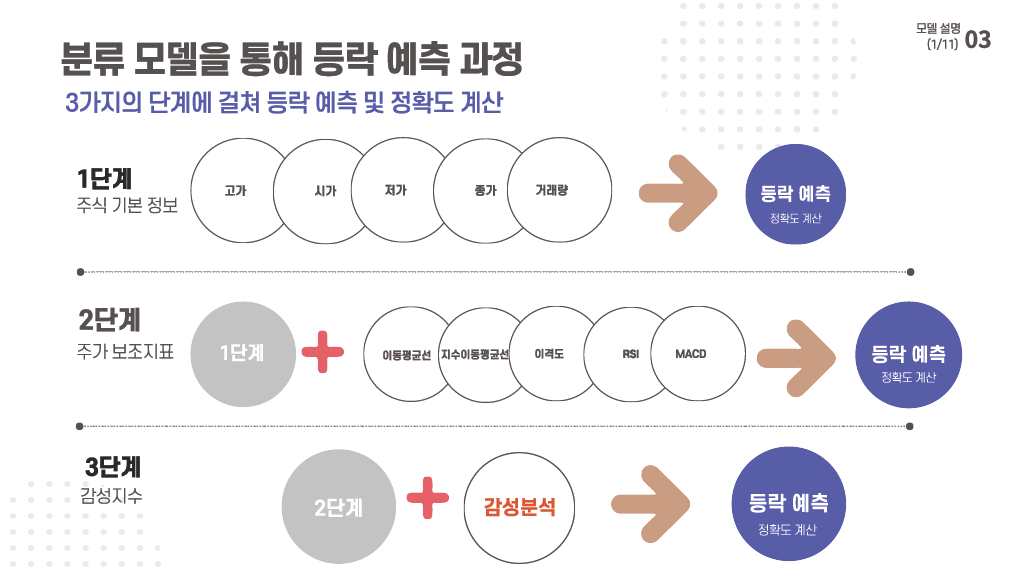 모델 설명
(1/11) 03
분류 모델을 통해 등락 예측 과정
3가지의 단계에 걸쳐 등락 예측 및 정확도 계산
1단계
주식 기본 정보
고가
시가
저가
종가
거래량
등락 예측
정확도 계산
2단계
주가 보조지표
1단계
이동평균선
지수이동평균선
이격도
RSI
MACD
등락 예측
정확도 계산
3단계
감성지수
2단계
감성분석
등락 예측
정확도 계산